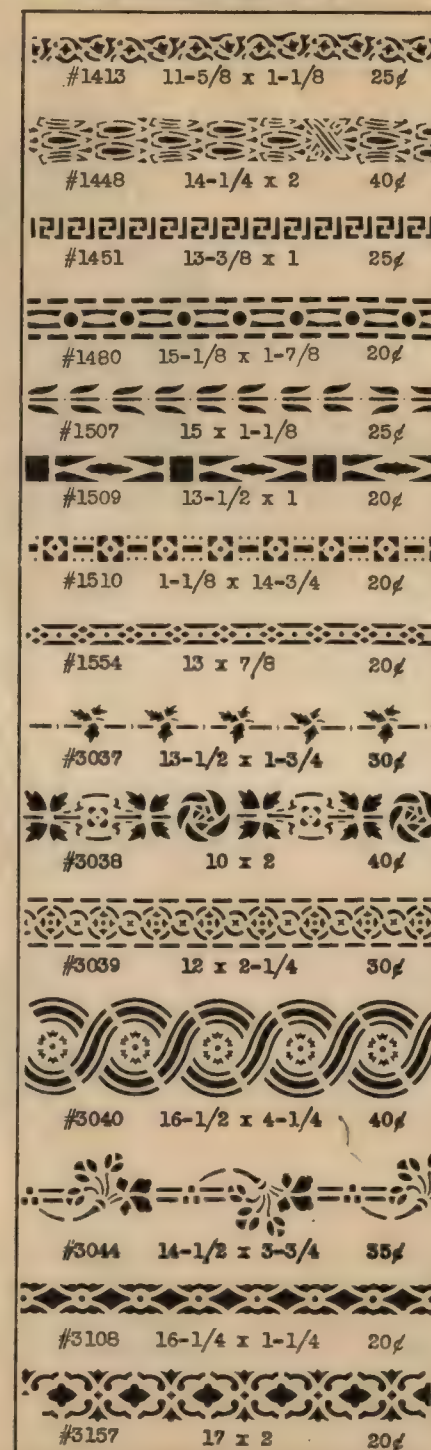 #1413 11-5/8 x 1-1/8 25¢
#1448 14-1/4 x 2 40¢
#1451 13-3/8 x 1 25¢
#1480 15-1/8 x 1-7/8 20¢
#1507 15 x 1-1/8 25¢
#1509 13-1/2 x 1 20¢
#1510 1-1/8 x 14-3/4 20¢
#1554 13 x 7/8 20¢
#3037 13-1/2 x 1-3/4 30¢
#3038 10 x 2 40¢
#3039 12 x 2-1/4 30¢
#3040 16-1/2 x 4-1/4 40¢
#3044 14-1/2 x 3-3/4 35¢
#3108 16-1/4 x 1-1/4 20¢
#3157 17 x 2 20¢